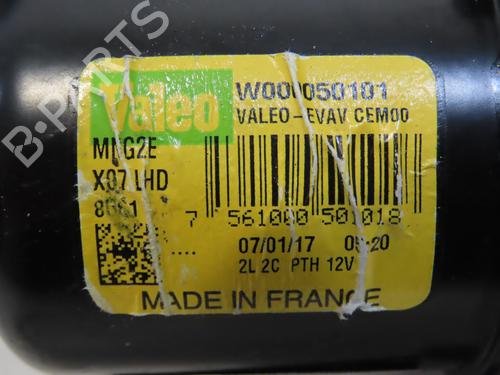 B-PARTS
Valeo
W000050101
VALEO-EVAV CEM00
X07 LHD
7 561000 501018
07/01/17
2L 2C PTH 12V
MADE IN FRANCE